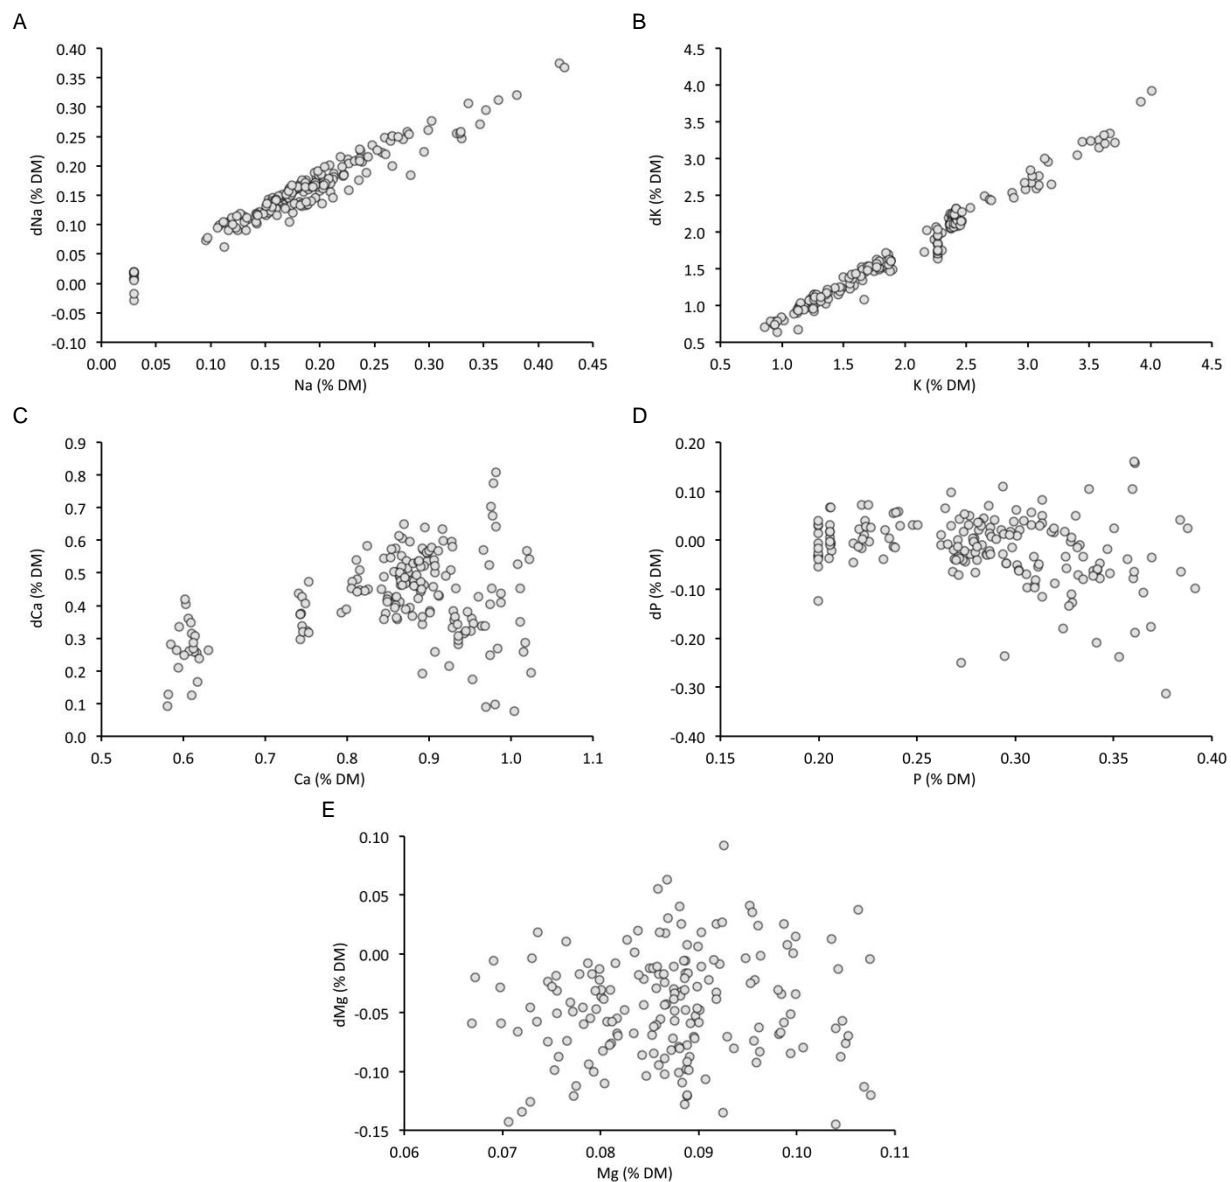 A
B
0.40
0.35
0.30
0.25
0.20
0.15
0.10
0.05
0.00
-0.05
-0.10
dNa (% DM)
0.00 0.05 0.10 0.15 0.20 0.25 0.30 0.35 0.40 0.45
Na (% DM)
4.5
4.0
3.5
3.0
2.5
2.0
1.5
1.0
0.5
dK (% DM)
0.5 1.0 1.5 2.0 2.5 3.0 3.5 4.0 4.5
K (% DM)
C
D
0.9
0.8
0.7
0.6
0.5
0.4
0.3
0.2
0.1
0.0
dCa (% DM)
0.5 0.6 0.7 0.8 0.9 1.0 1.1
Ca (% DM)
0.20
0.10
0.00
-0.10
-0.20
-0.30
-0.40
dP (% DM)
0.15 0.20 0.25 0.30 0.35 0.40
P (% DM)
E
0.10
0.05
0.00
-0.05
-0.10
-0.15
dMg (% DM)
0.06 0.07 0.08 0.09 0.10 0.11
Mg (% DM)